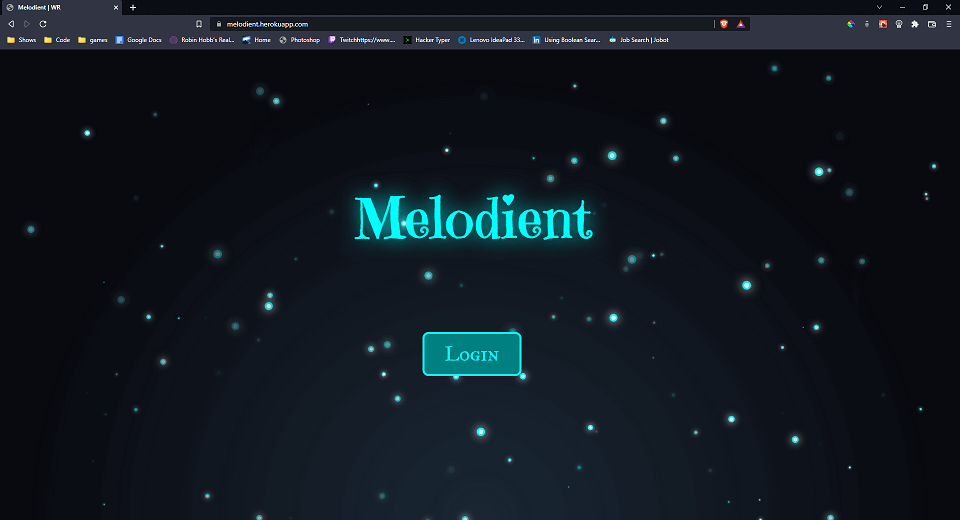 Melodient | WR
melodient.herokuapp.com
Shows
Code
games
Google Docs
Robin Hobb's Real...
Home
Photoshop
Twitchhttps://www....
Hacker Typer
Lenovo IdeaPad 33...
Using Boolean Sear...
Job Search | Jobot
Melodient
Login